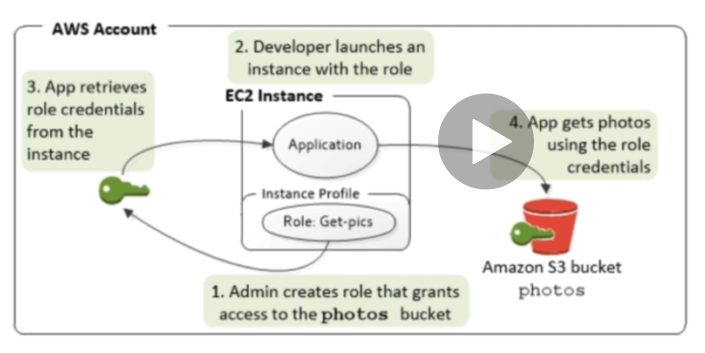 AWS Account
2. Developer launches an
instance with the role
3. App retrieves
role credentials
from the
instance
EC2 Instance
Application
4. App gets photos
using the role
credentials
Instance Profile
Role: Get-pics
Amazon S3 bucket
photos
1. Admin creates role that grants
access to the photos bucket